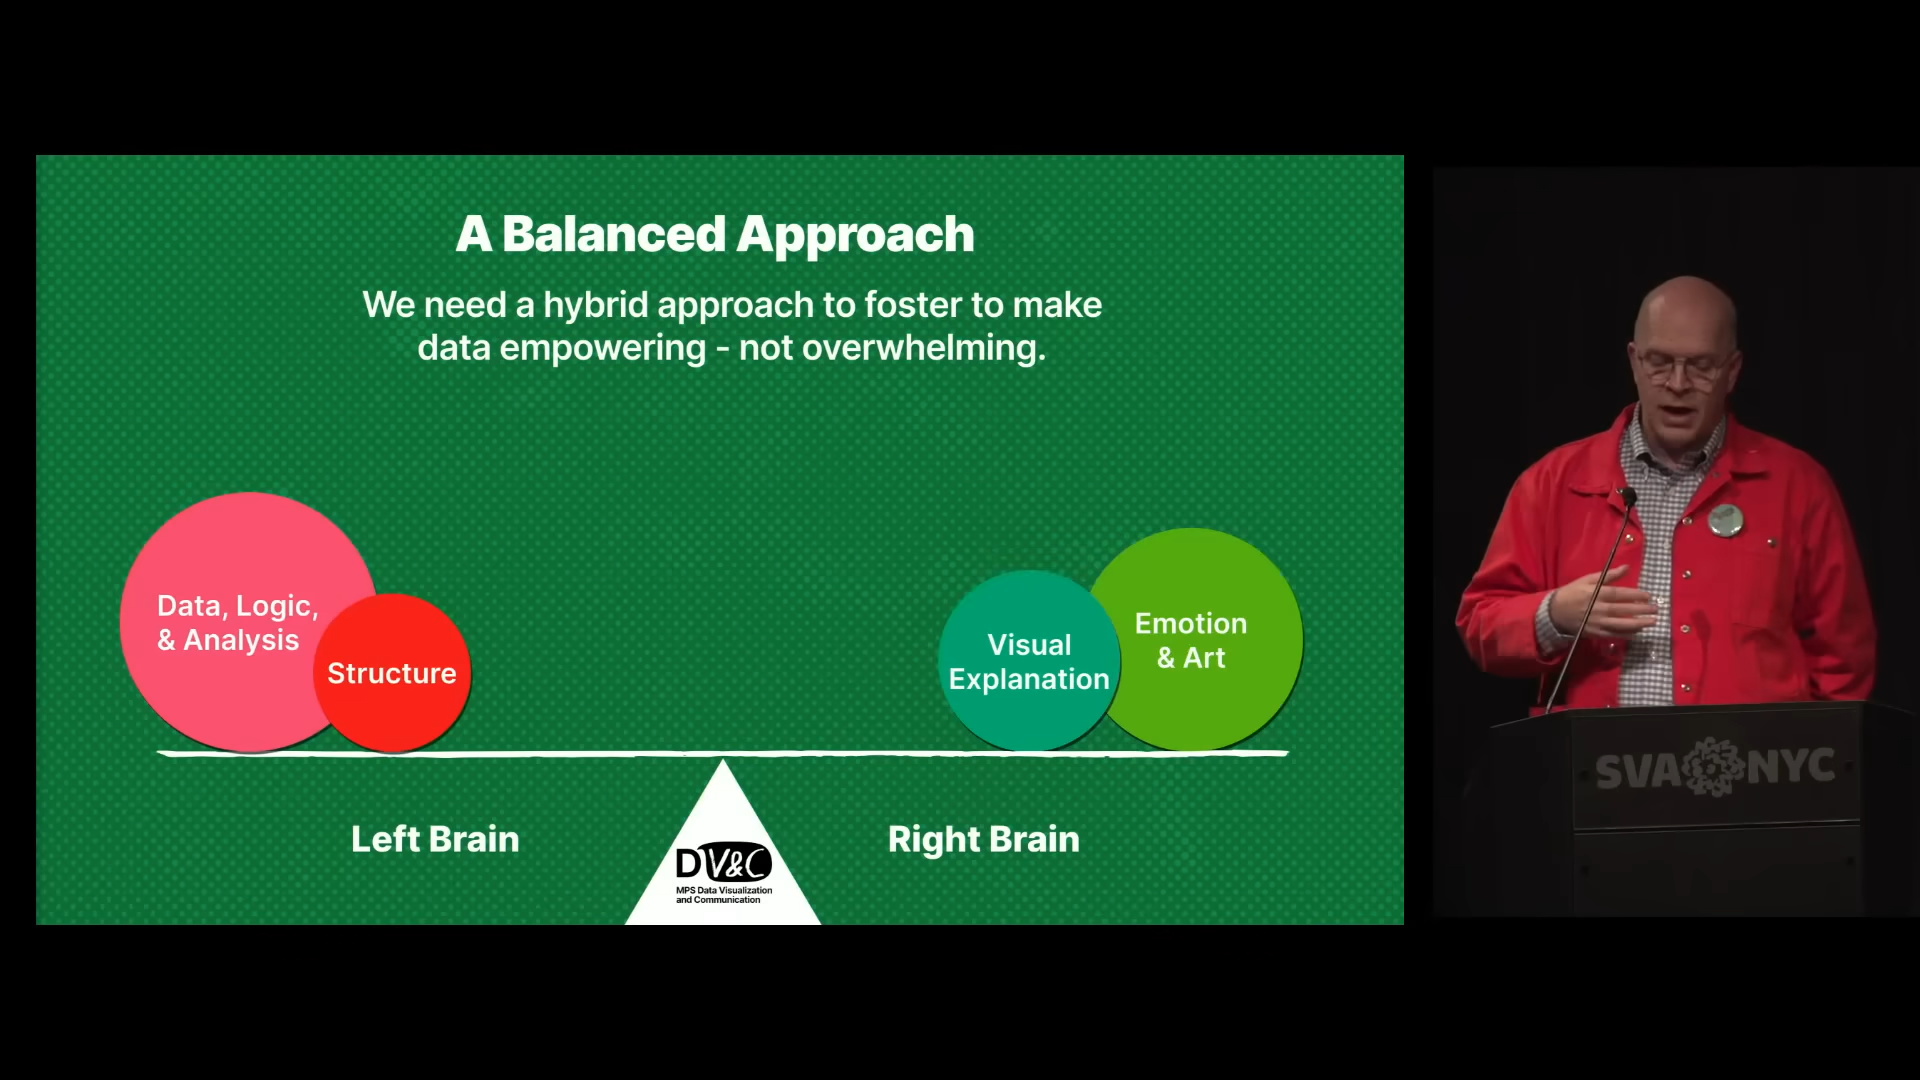 A Balanced Approach
We need a hybrid approach to foster to make
data empowering - not overwhelming.
Data, Logic,
& Analysis
Structure
Visual
Explanation
Emotion
& Art
Left Brain
Right Brain
DV&C
MPS Data Visualization
and Communication
SVA NYC